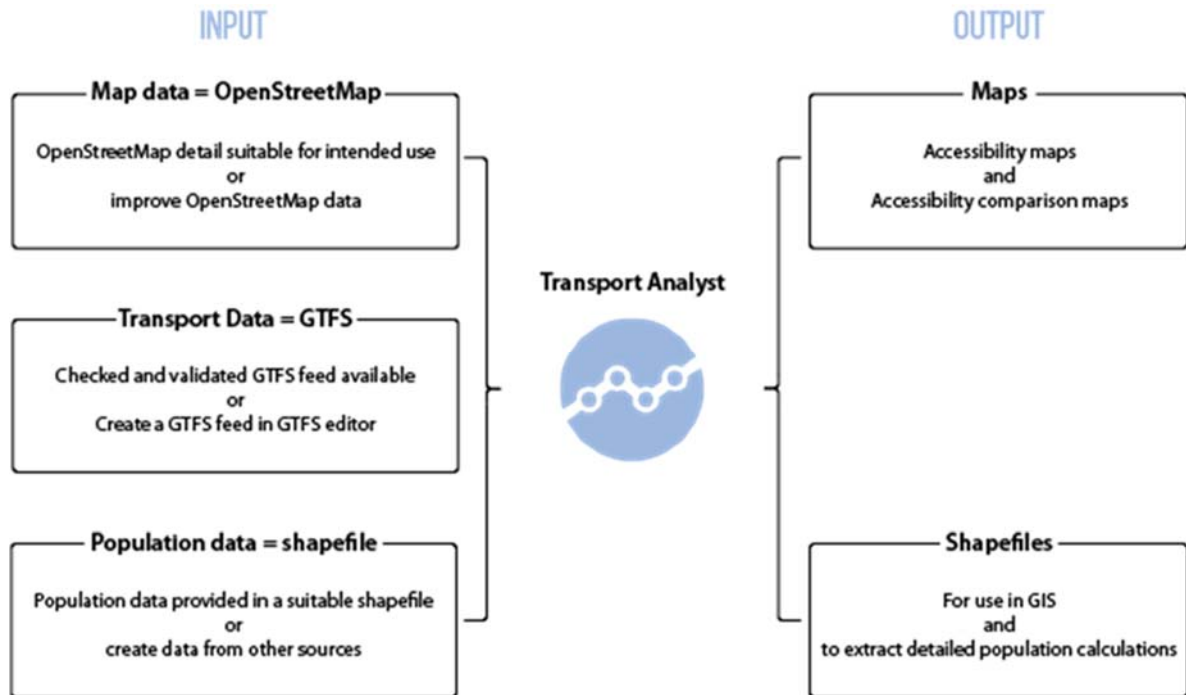 INPUT
Map data = OpenStreetMap
OpenStreetMap detail suitable for intended use
or
improve OpenStreetMap data
Transport Data = GTFS
Checked and validated GTFS feed available
or
Create a GTFS feed in GTFS editor
Population data = shapefile
Population data provided in a suitable shapefile
or
create data from other sources
Transport Analyst
OUTPUT
Maps
Accessibility maps
and
Accessibility comparison maps
Shapefiles
For use in GIS
and
to extract detailed population calculations